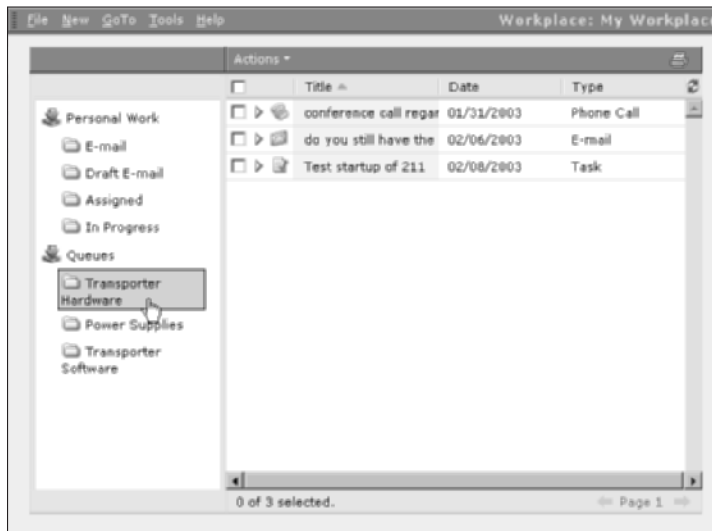 File New GoTo Tools Help Workplace: My Workplace
Actions
Title Date Type
Personal Work
E-mail
Draft E-mail
Assigned
In Progress
Queues
Transporter
Hardware
Power Supplies
Transporter
Software
conference call regar 01/31/2003 Phone Call
do you still have the 02/06/2003 E-mail
Test startup of 211 02/08/2003 Task
0 of 3 selected. Page 1